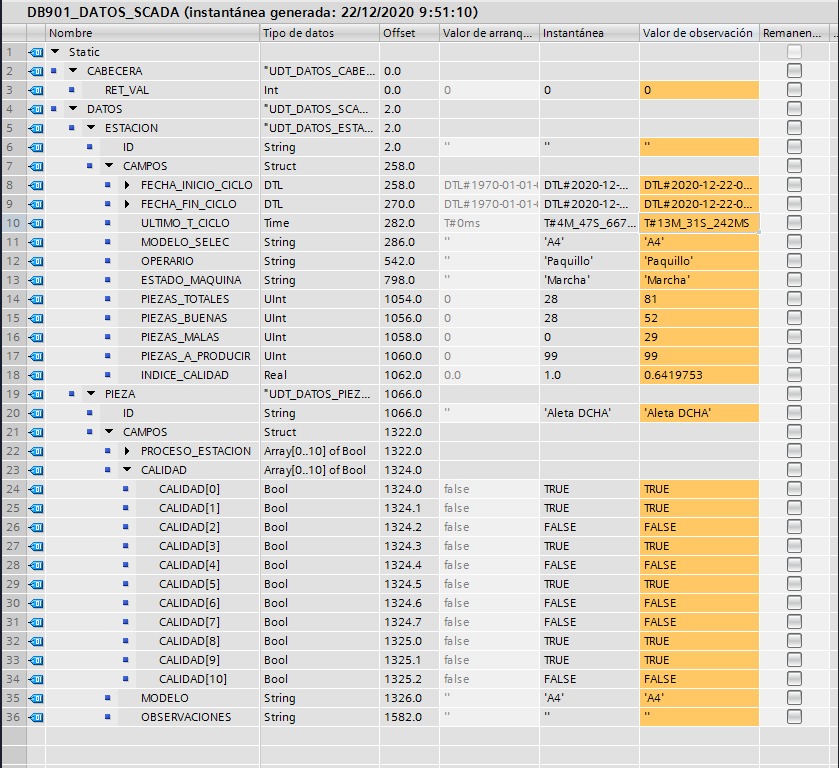 DB901_DATOS_SCADA (instantánea generada: 22/12/2020 9:51:10)
Nombre Tipo de datos Offset Valor de arranq... Instantánea Valor de observación Remanen... ..
1 Static
2 CABECERA "UDT_DATOS_CABE... 0.0
3 RET_VAL Int 0.0 0 0 0
4 DATOS "UDT_DATOS_SCA... 2.0
5 ESTACION "UDT_DATOS_ESTA... 2.0
6 ID String 2.0 '' '' ''
7 CAMPOS Struct 258.0
8 FECHA_INICIO_CICLO DTL 258.0 DTL#1970-01-01- DTL#2020-12-... DTL#2020-12-22-0...
9 FECHA_FIN_CICLO DTL 270.0 DTL#1970-01-01- DTL#2020-12-... DTL#2020-12-22-0...
10 ULTIMO_T_CICLO Time 282.0 T#0ms T#4M_47S_667... T#13M_31S_242MS
11 MODELO_SELEC String 286.0 '' 'A4' 'A4'
12 OPERARIO String 542.0 '' 'Paquillo' 'Paquillo'
13 ESTADO_MAQUINA String 798.0 '' 'Marcha' 'Marcha'
14 PIEZAS_TOTALES UInt 1054.0 0 28 81
15 PIEZAS_BUENAS UInt 1056.0 0 28 52
16 PIEZAS_MALAS UInt 1058.0 0 0 29
17 PIEZAS_A_PRODUCIR UInt 1060.0 0 99 99
18 INDICE_CALIDAD Real 1062.0 0.0 1.0 0.6419753
19 PIEZA "UDT_DATOS_PIEZ... 1066.0
20 ID String 1066.0 '' 'Aleta DCHA' 'Aleta DCHA'
21 CAMPOS Struct 1322.0
22 PROCESO_ESTACION Array[0..10] of Bool 1322.0
23 CALIDAD Array[0..10] of Bool 1324.0
24 CALIDAD[0] Bool 1324.0 false TRUE TRUE
25 CALIDAD[1] Bool 1324.1 false TRUE TRUE
26 CALIDAD[2] Bool 1324.2 false FALSE FALSE
27 CALIDAD[3] Bool 1324.3 false TRUE TRUE
28 CALIDAD[4] Bool 1324.4 false FALSE FALSE
29 CALIDAD[5] Bool 1324.5 false TRUE TRUE
30 CALIDAD[6] Bool 1324.6 false FALSE FALSE
31 CALIDAD[7] Bool 1324.7 false FALSE FALSE
32 CALIDAD[8] Bool 1325.0 false TRUE TRUE
33 CALIDAD[9] Bool 1325.1 false TRUE TRUE
34 CALIDAD[10] Bool 1325.2 false FALSE FALSE
35 MODELO String 1326.0 '' 'A4' 'A4'
36 OBSERVACIONES String 1582.0 '' '' ''